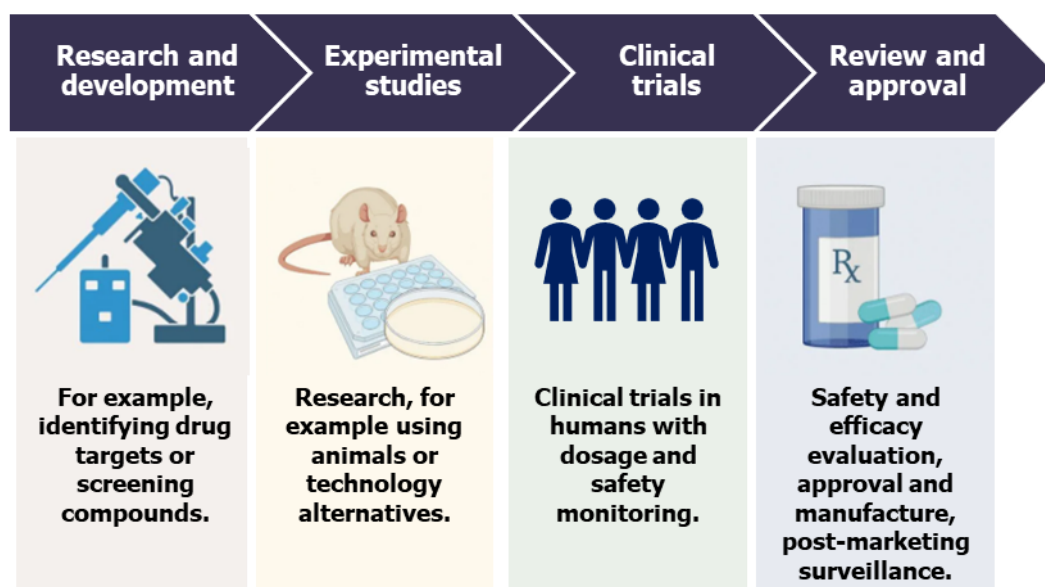 Research and
development
Experimental
studies
Clinical
trials
Review and
approval
For example,
identifying drug
targets or
screening
compounds.
Research, for
example using
animals or
technology
alternatives.
Clinical trials in
humans with
dosage and
safety
monitoring.
Rx
Safety and
efficacy
evaluation,
approval and
manufacture,
post-marketing
surveillance.